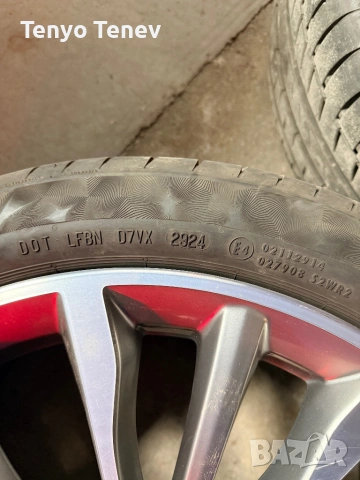 Tenyo Tenev
DOT LFBN D7VX 2924 E4 0211291
027908 S2WR2
BAZAR